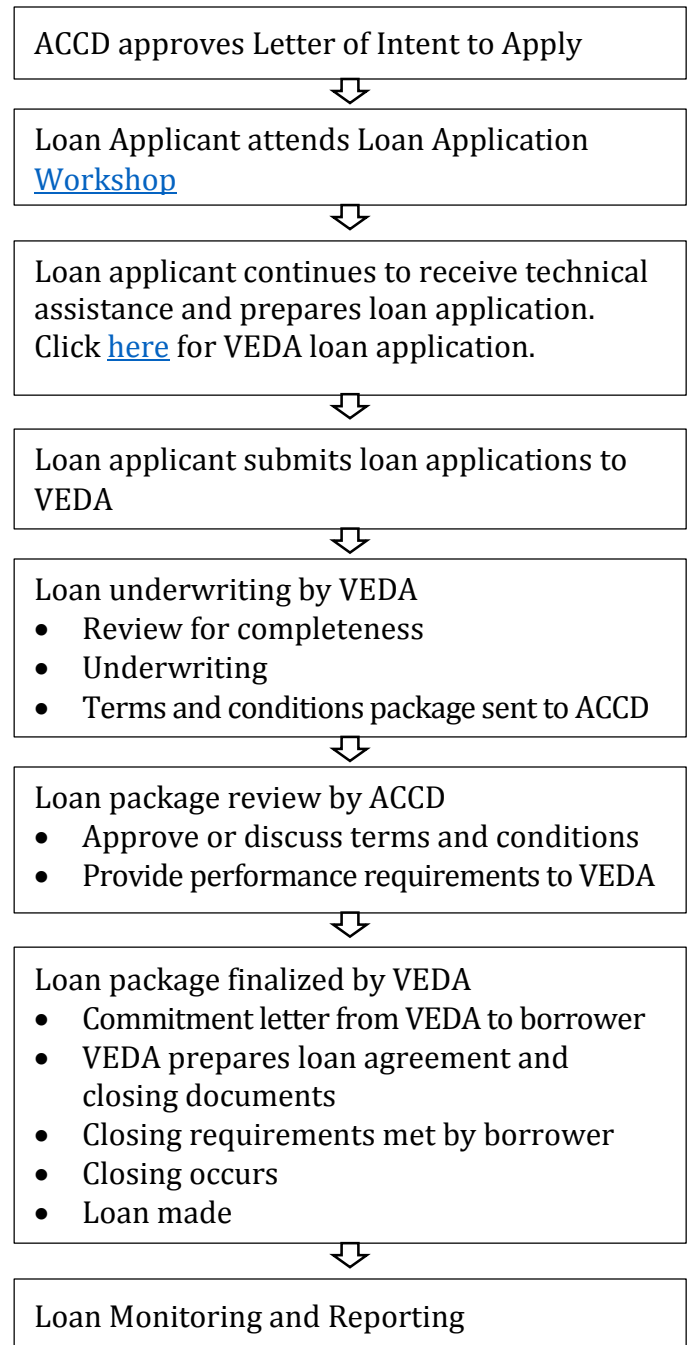 ACCD approves Letter of Intent to Apply
Loan Applicant attends Loan Application
Workshop
Loan applicant continues to receive technical
assistance and prepares loan application.
Click here for VEDA loan application.
Loan applicant submits loan applications to
VEDA
Loan underwriting by VEDA
• Review for completeness
• Underwriting
• Terms and conditions package sent to ACCD
Loan package review by ACCD
• Approve or discuss terms and conditions
• Provide performance requirements to VEDA
Loan package finalized by VEDA
• Commitment letter from VEDA to borrower
• VEDA prepares loan agreement and
closing documents
• Closing requirements met by borrower
• Closing occurs
• Loan made
Loan Monitoring and Reporting